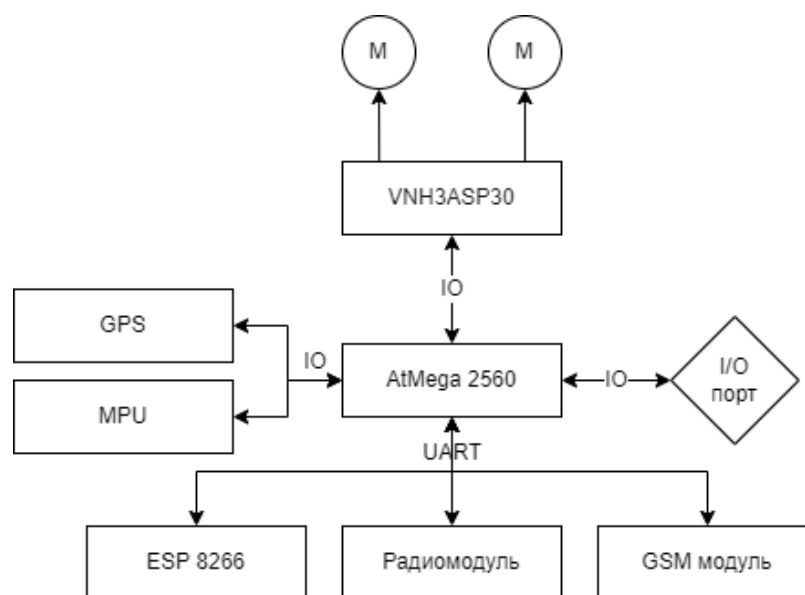 M
M
VNH3ASP30
IO
GPS
IO
AtMega 2560
IO
I/O
порт
MPU
UART
ESP 8266
Радиомодуль
GSM модуль